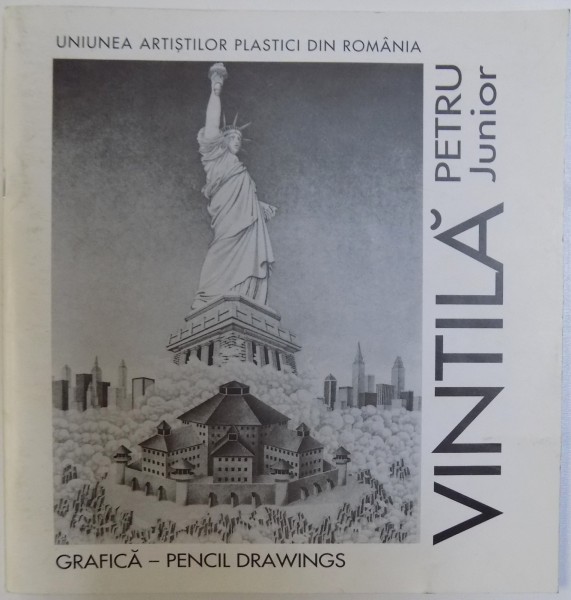 UNIUNEA ARTIȘTILOR PLASTICI DIN ROMÂNIA
VINTILĂ
PETRU
Junior
GRAFICĂ – PENCIL DRAWINGS